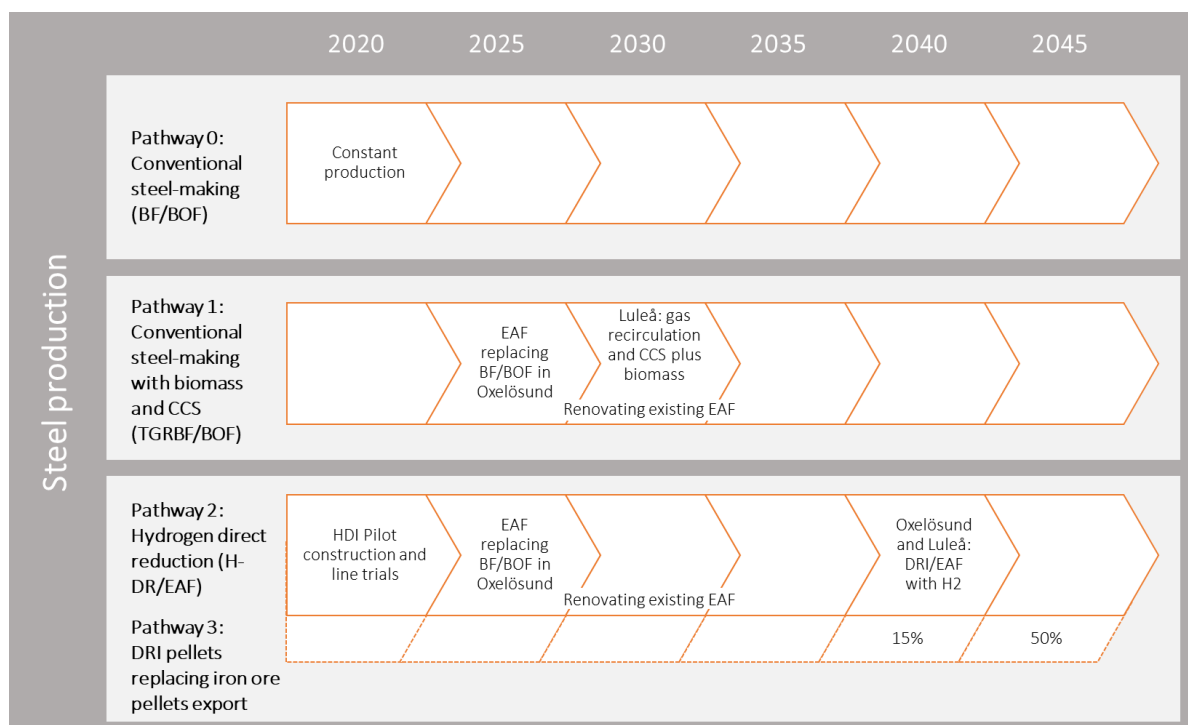 2020 2025 2030 2035 2040 2045
Steel production
Pathway 0:
Conventional
steel-making
(BF/BOF)
Constant
production
Pathway 1:
Conventional
steel-making
with biomass
and CCS
(TGRBF/BOF)
EAF
replacing
BF/BOF in
Oxelösund
Luleå: gas
recirculation
and CCS plus
biomass
Renovating existing EAF
Pathway 2:
Hydrogen direct
reduction (H-
DR/EAF)
HDI Pilot
construction and
line trials
EAF
replacing
BF/BOF in
Oxelösund
Renovating existing EAF
Oxelösund
and Luleå:
DRI/EAF
with H2
Pathway 3:
DRI pellets
replacing iron ore
pellets export
15%
50%